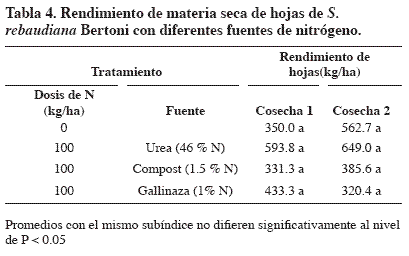 Tabla 4. Rendimiento de materia seca de hojas de S.
rebaudiana Bertoni con diferentes fuentes de nitrógeno.
Tratamiento Rendimiento de
hojas(kg/ha)
Dosis de N
(kg/ha) Fuente Cosecha 1 Cosecha 2
0 350.0 a 562.7 a
100 Urea (46 % N) 593.8 a 649.0 a
100 Compost (1.5 % N) 331.3 a 385.6 a
100 Gallinaza (1% N) 433.3 a 320.4 a
Promedios con el mismo subíndice no difieren significativamente al nivel
de P < 0.05